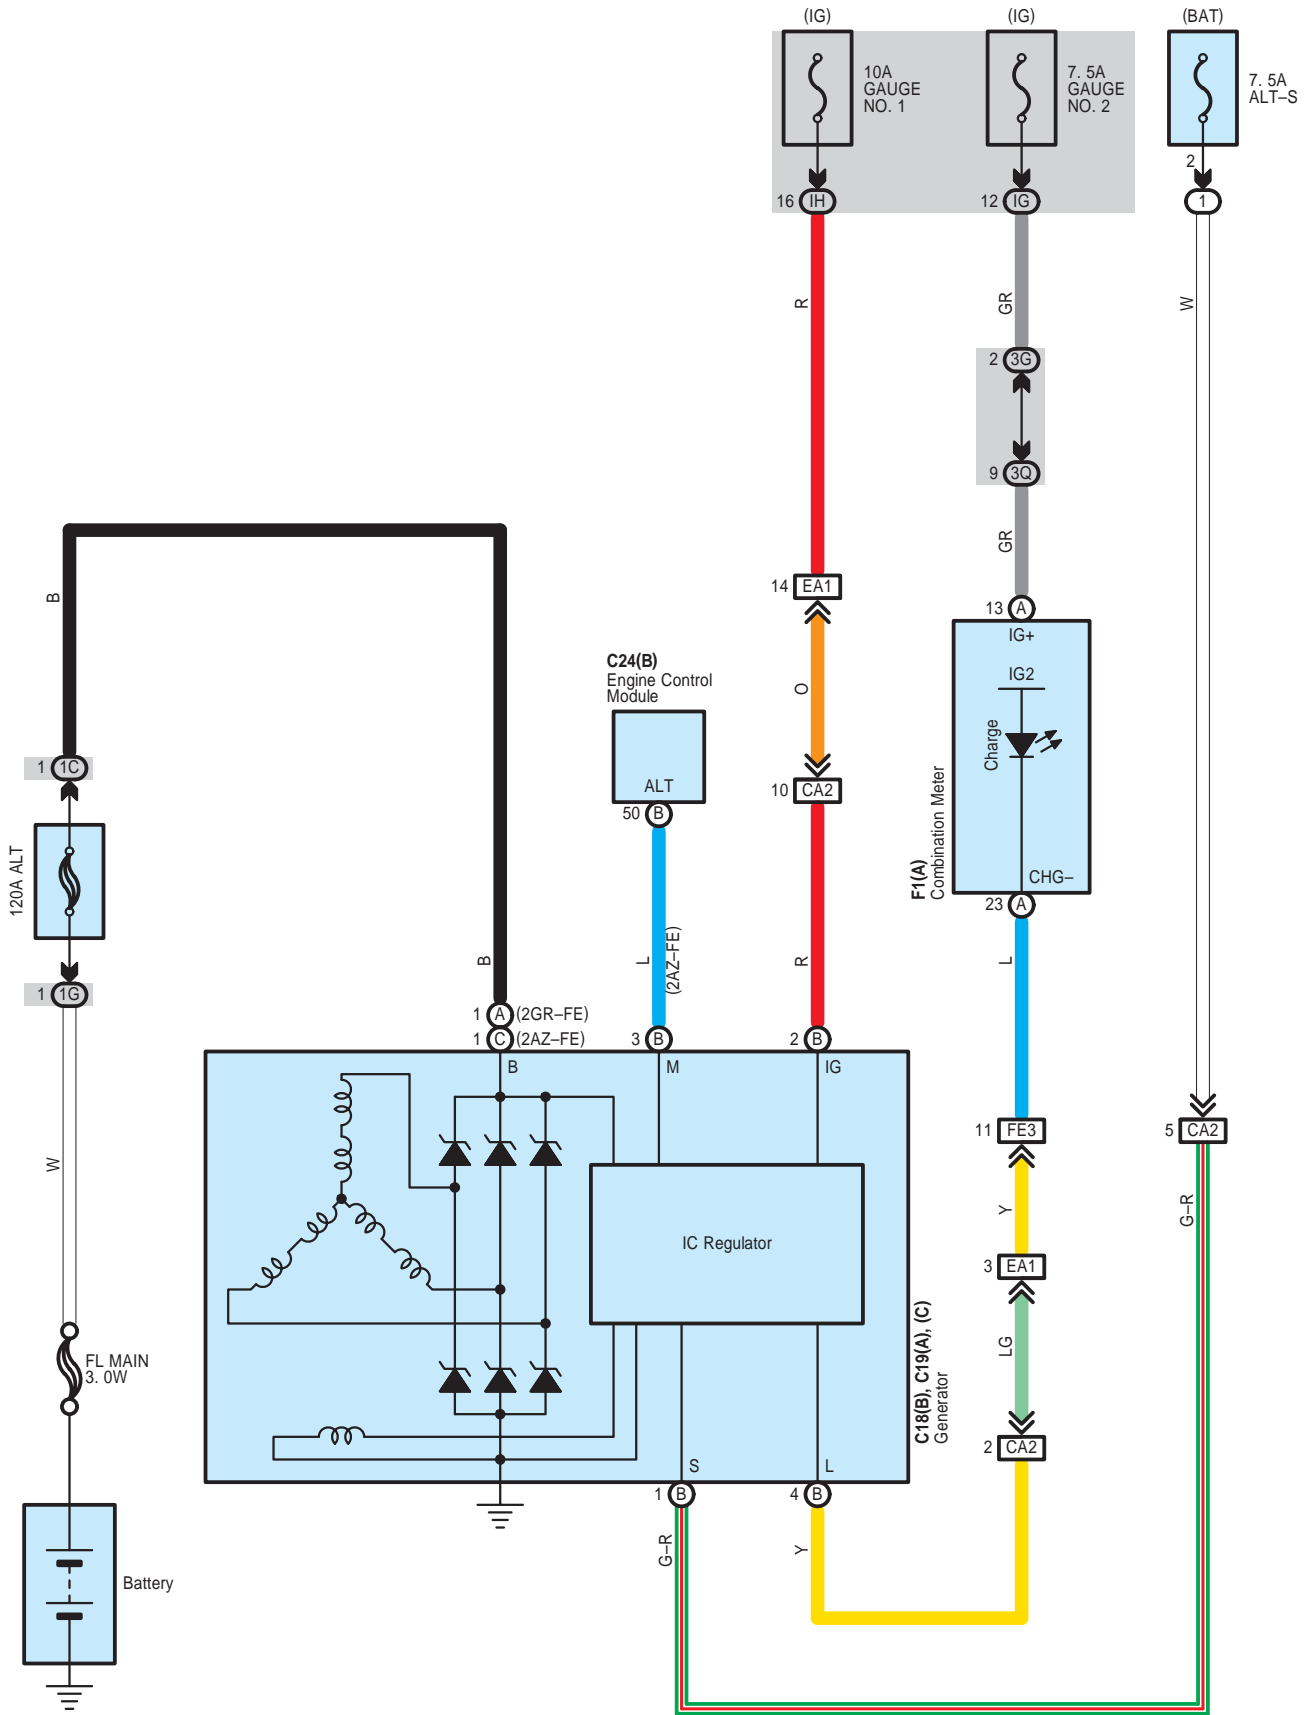 (IG)
(IG)
(BAT)
10A
GAUGE
NO. 1
7. 5A
GAUGE
NO. 2
7. 5A
ALT–S
2
16 IH
12 IG
1
R
GR
W
2 3G
9 3Q
GR
B
14 EA1
13 A
IG+
IG2
Charge
CHG–
F1(A)
Combination Meter
23 A
C24(B)
Engine Control
Module
ALT
50 B
O
10 CA2
1 1C
120A ALT
1 1G
B
L
(2AZ–FE)
R
L
1 A (2GR–FE)
1 C (2AZ–FE)
3 B
2 B
B
M
IG
11 FE3
5 CA2
W
Y
G–R
IC Regulator
3 EA1
LG
C18(B), C19(A), (C)
Generator
FL MAIN
3. 0W
2 CA2
S
L
1 B
4 B
G–R
Y
Battery